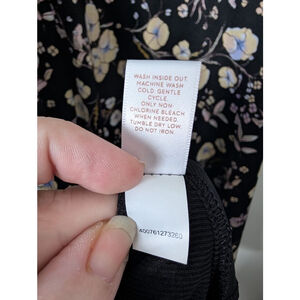 WASH INSIDE OUT.
MACHINE WASH
COLD. GENTLE
CYCLE.
ONLY NON-
CHLORINE BLEACH
WHEN NEEDED.
TUMBLE DRY LOW.
DO NOT IRON.
400761273260